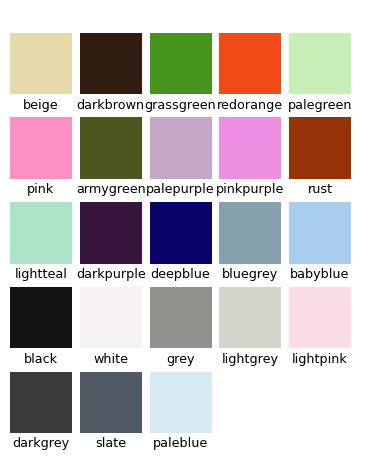 beige darkbrown grassgreen redorange palegreen
pink armygreen palepurple pinkpurple rust
lightteal darkpurple deepblue bluegrey babyblue
black white grey lightgrey lightpink
darkgrey slate paleblue